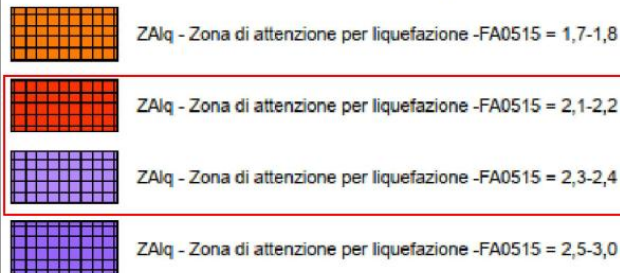 ZAlq - Zona di attenzione per liquefazione -FA0515 = 1,7-1,8
ZAlq - Zona di attenzione per liquefazione -FA0515 = 2,1-2,2
ZAlq - Zona di attenzione per liquefazione -FA0515 = 2,3-2,4
ZAlq - Zona di attenzione per liquefazione -FA0515 = 2,5-3,0